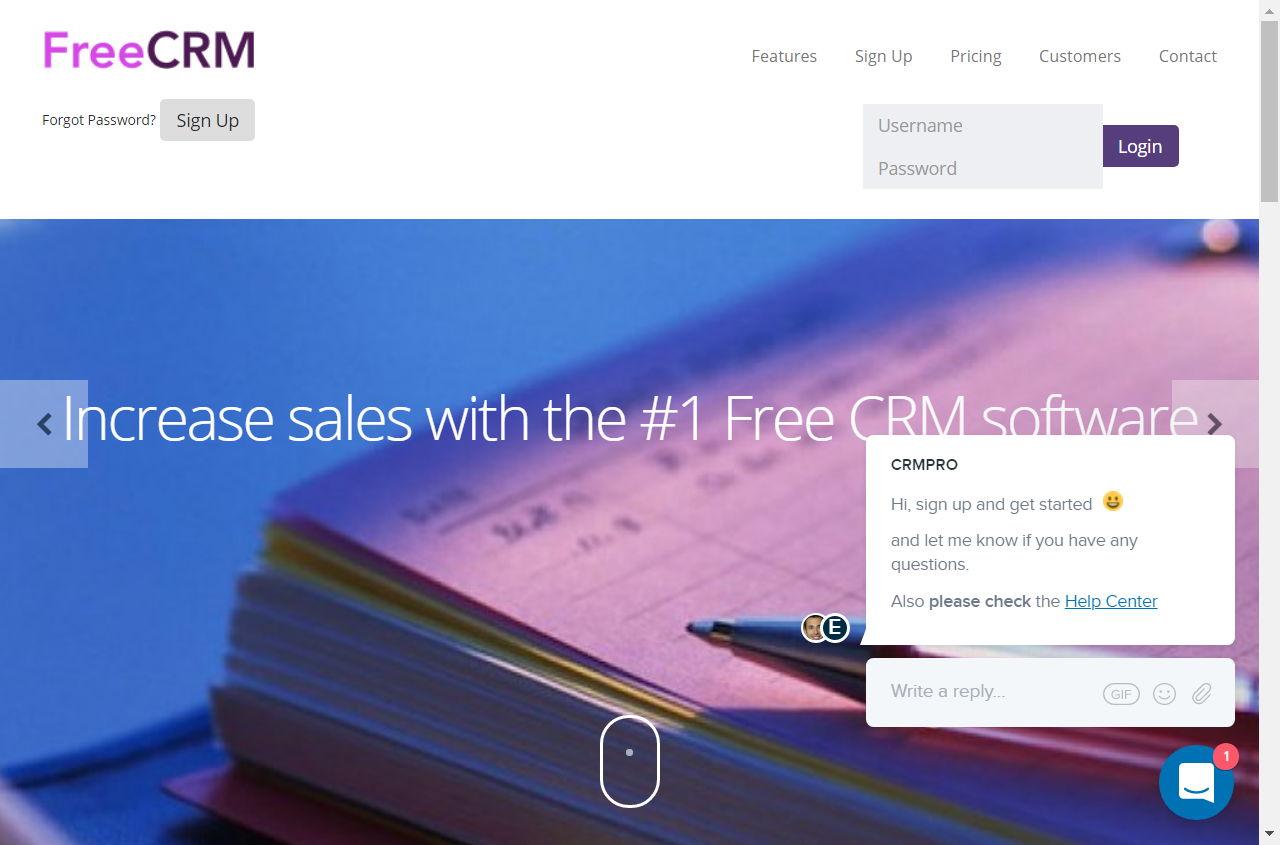 FreeCRM
Features Sign Up Pricing Customers Contact
Forgot Password? Sign Up
Username
Password
Login
Increase sales with the #1 Free CRM software
CRMPRO
Hi, sign up and get started 😀
and let me know if you have any
questions.
Also please check the Help Center
E
Write a reply...
GIF
1